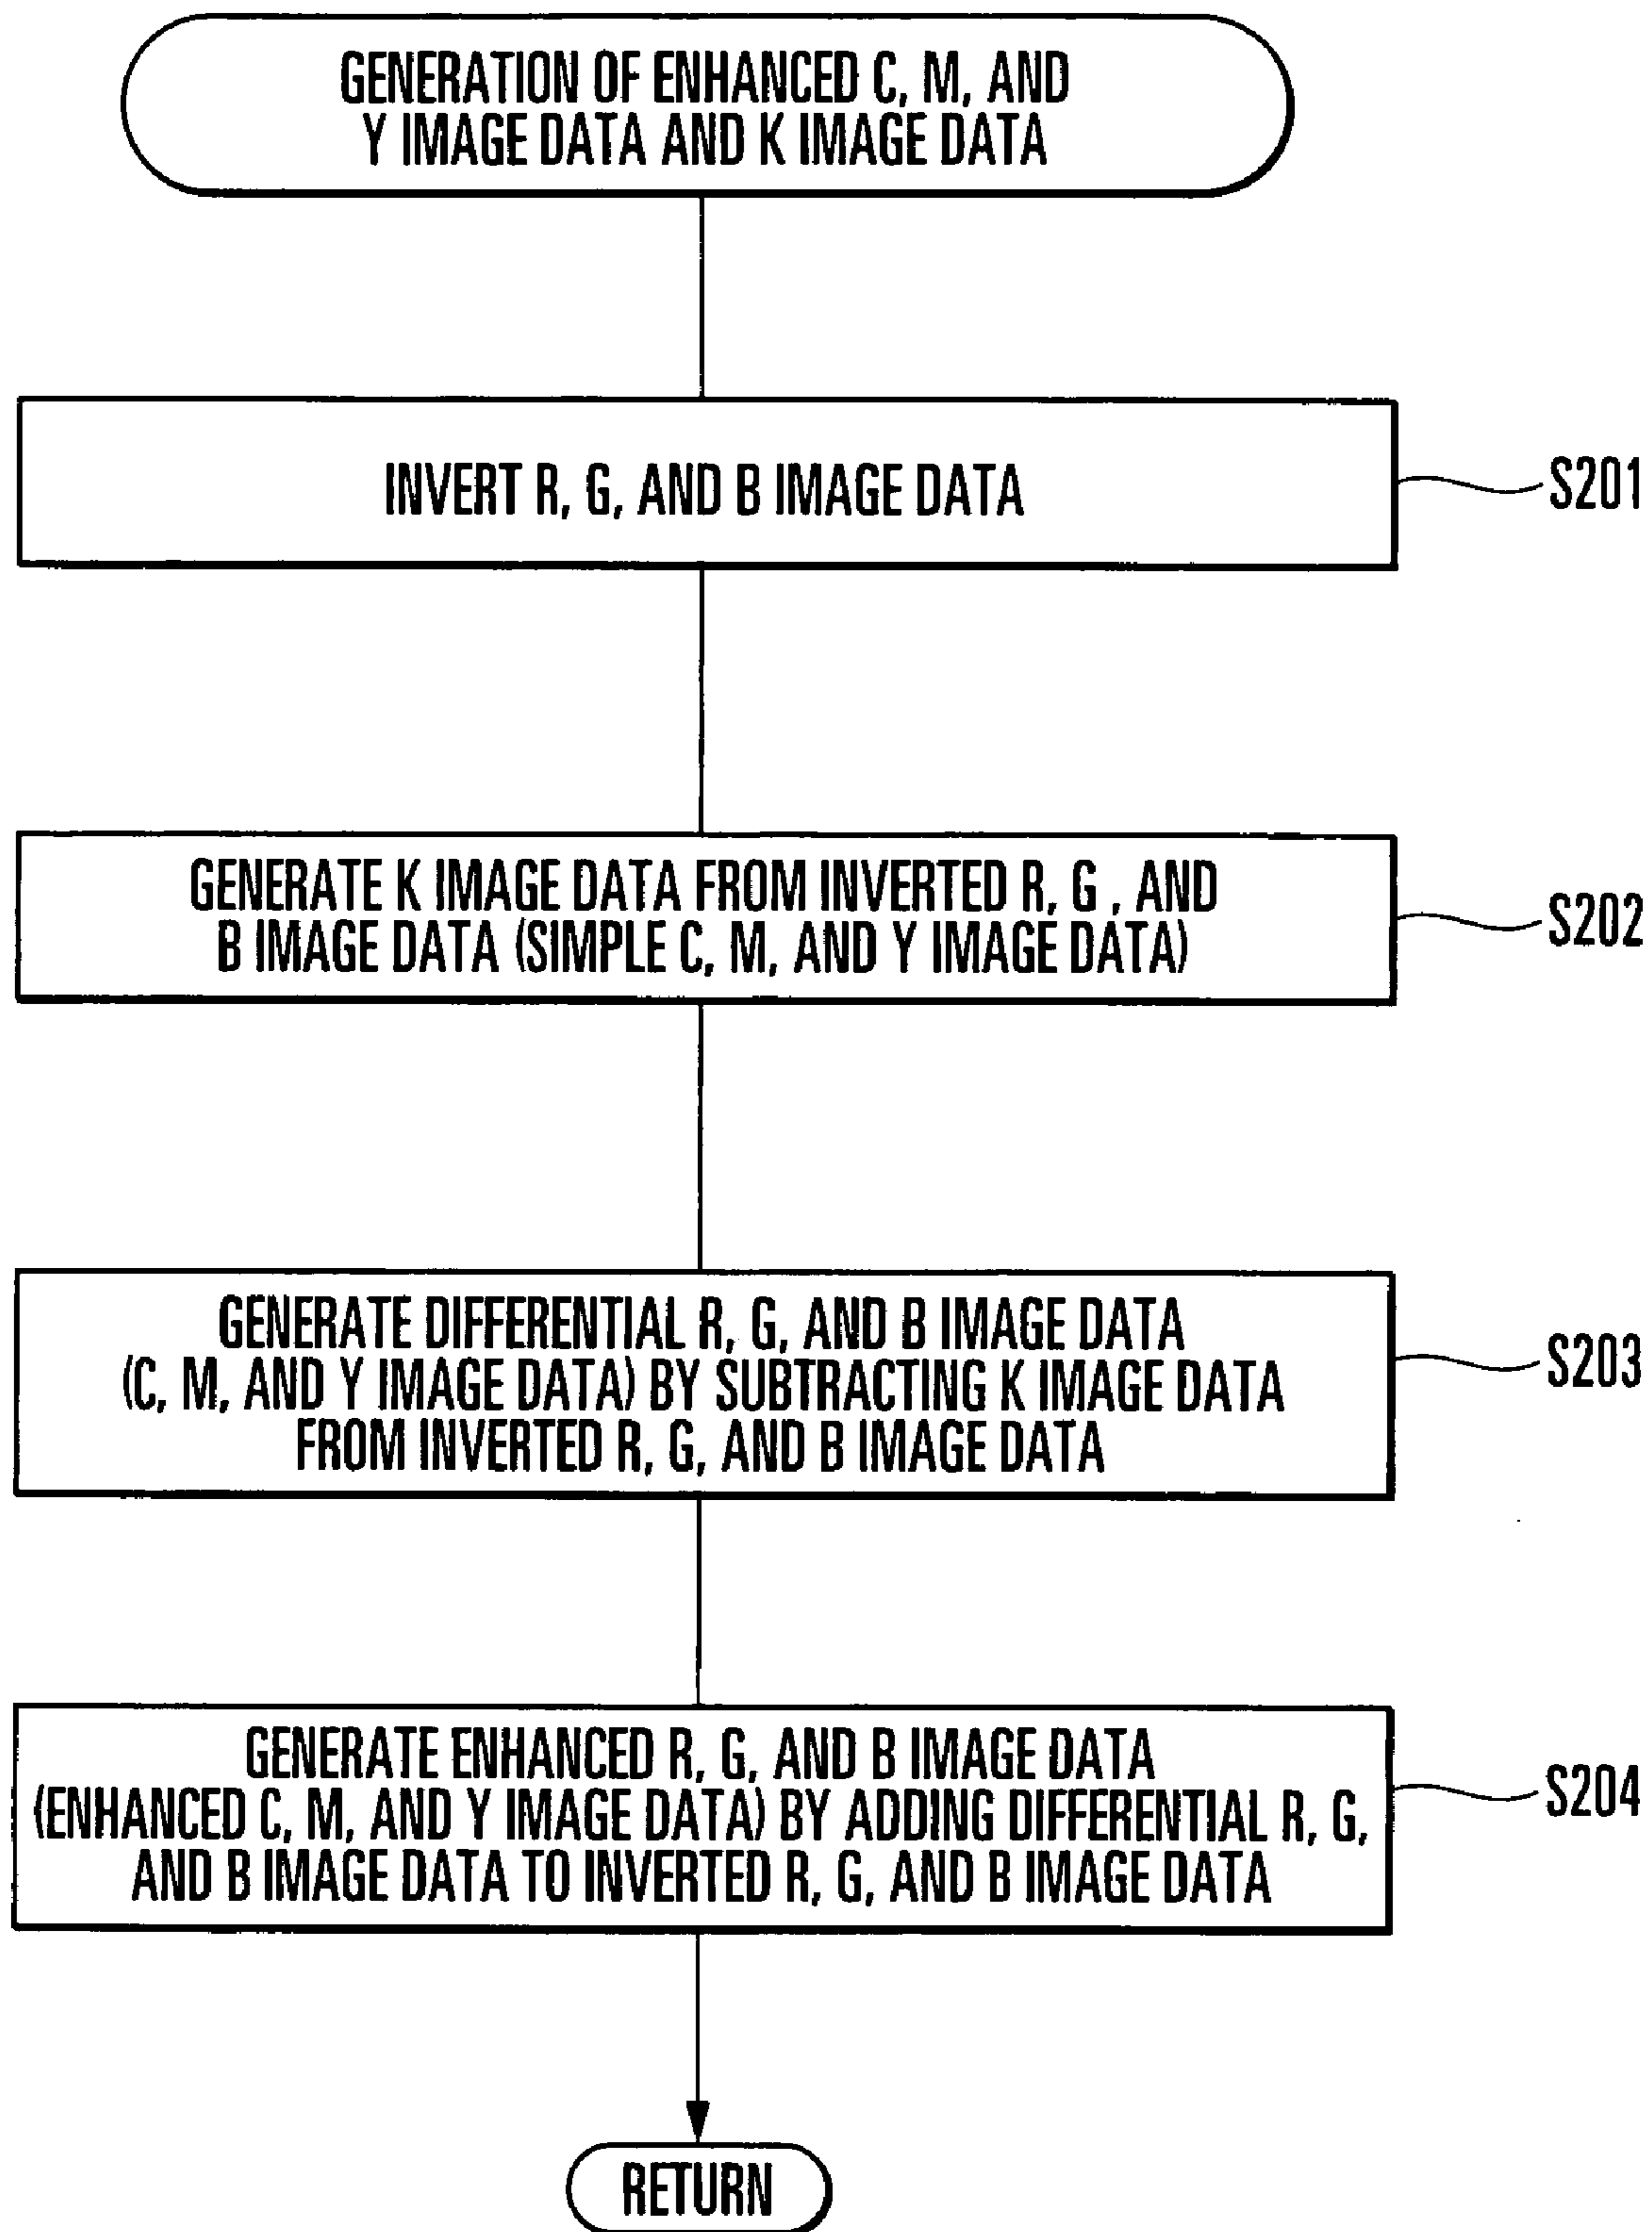 GENERATION OF ENHANCED C, M, AND
Y IMAGE DATA AND K IMAGE DATA
INVERT R, G, AND B IMAGE DATA
S201
GENERATE K IMAGE DATA FROM INVERTED R, G , AND
B IMAGE DATA (SIMPLE C, M, AND Y IMAGE DATA)
S202
GENERATE DIFFERENTIAL R, G, AND B IMAGE DATA
(C, M, AND Y IMAGE DATA) BY SUBTRACTING K IMAGE DATA
FROM INVERTED R, G, AND B IMAGE DATA
S203
GENERATE ENHANCED R, G, AND B IMAGE DATA
(ENHANCED C, M, AND Y IMAGE DATA) BY ADDING DIFFERENTIAL R, G,
AND B IMAGE DATA TO INVERTED R, G, AND B IMAGE DATA
S204
RETURN